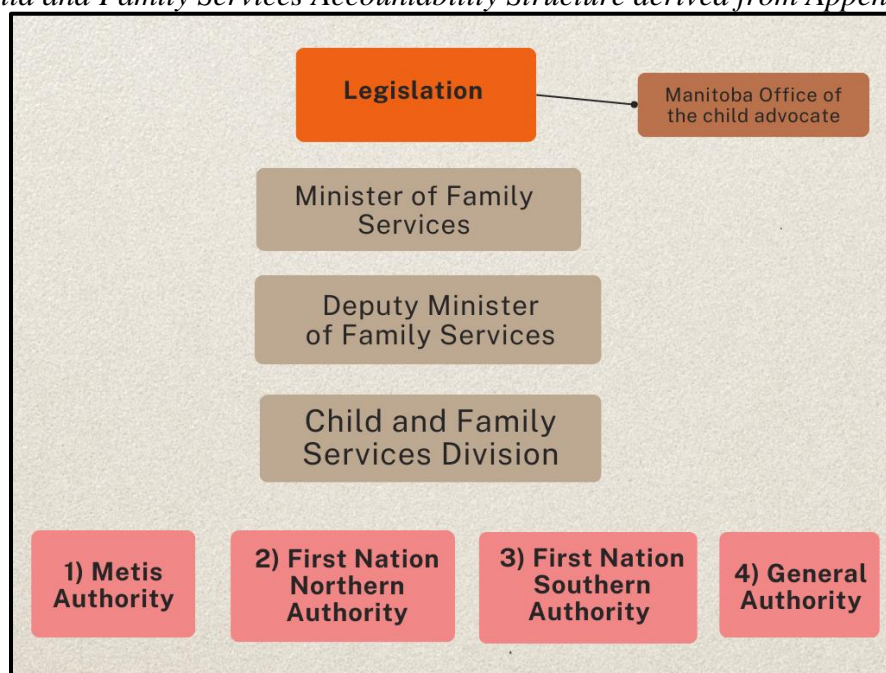 and Family Services Accountability Structure derived from
Legislation
Manitoba Office of
the child advocate
Minister of Family
Services
Deputy Minister
of Family Services
Child and Family
Services Division
1) Metis
Authority
2) First Nation
Northern
Authority
3) First Nation
Southern
Authority
4) General
Authority